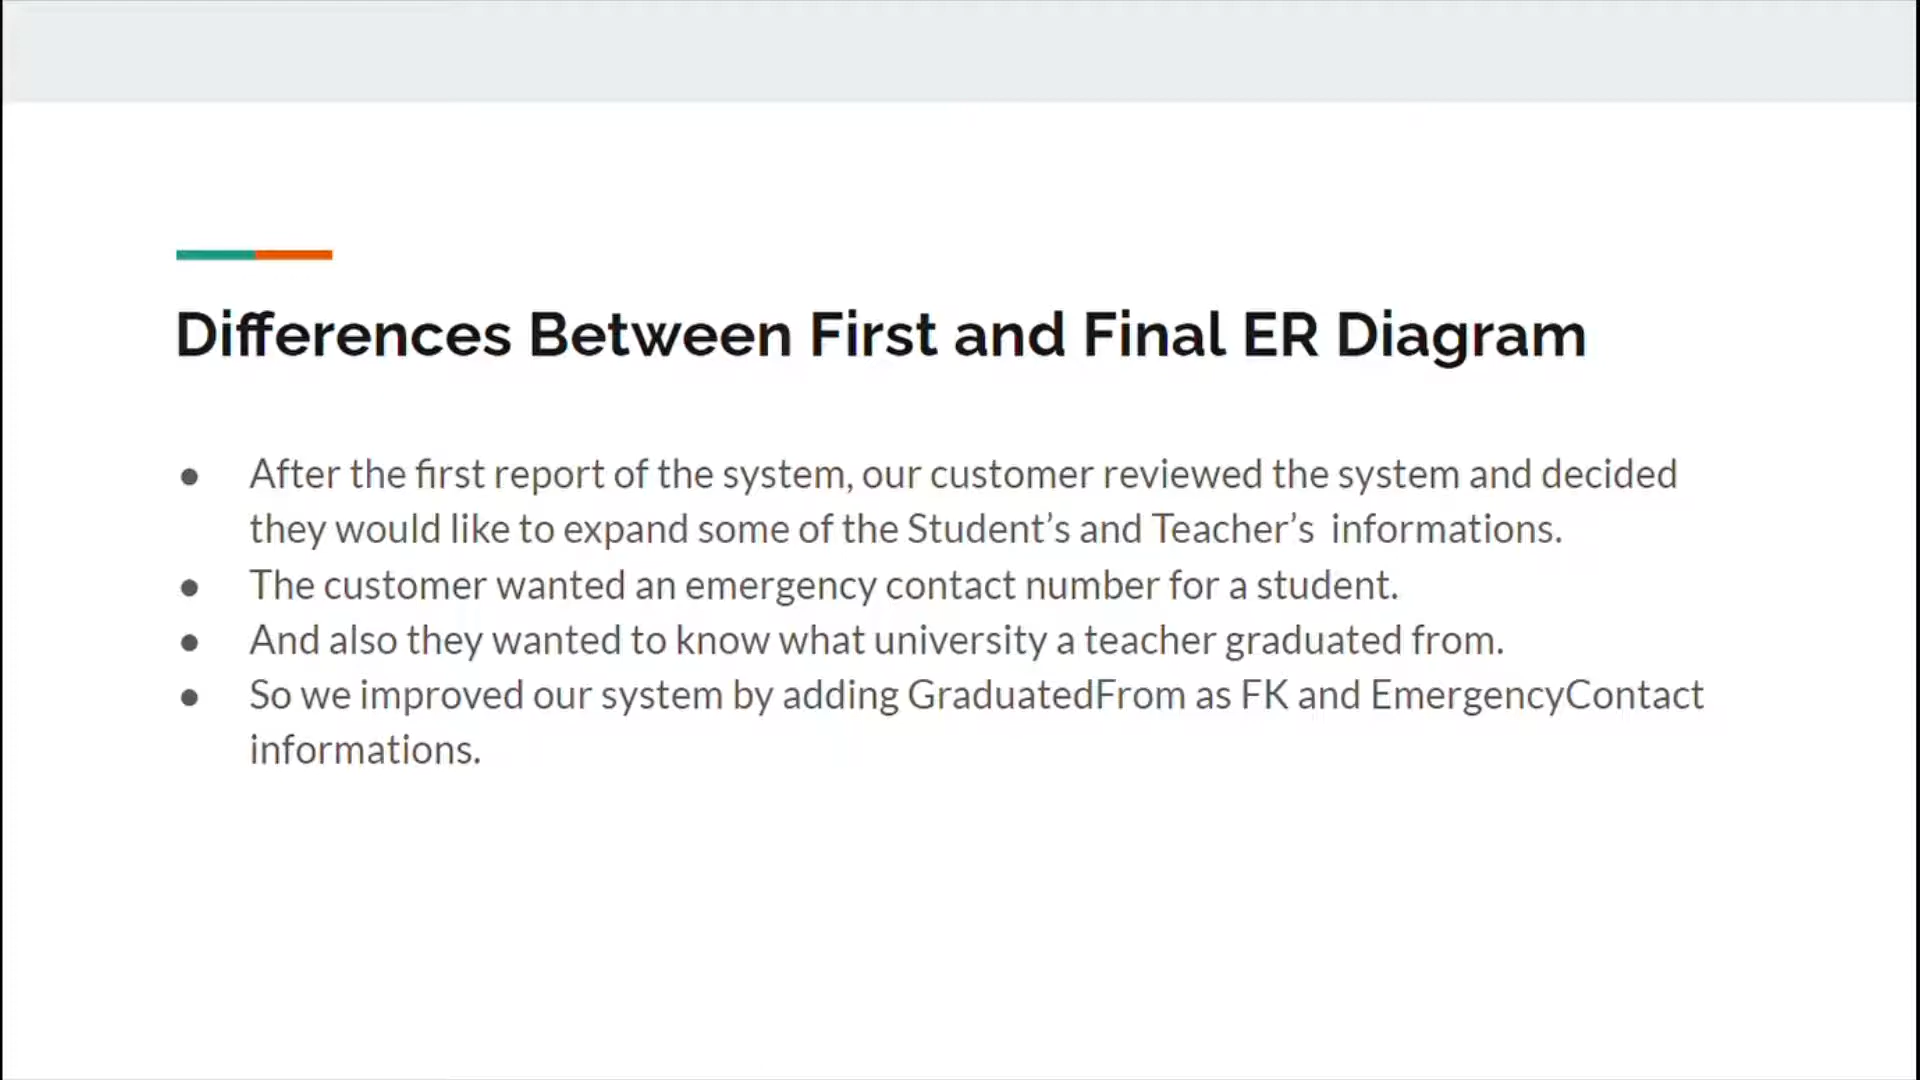 Differences Between First and Final ER Diagram
● After the first report of the system, our customer reviewed the system and decided
they would like to expand some of the Student’s and Teacher’s  informations.
● The customer wanted an emergency contact number for a student.
● And also they wanted to know what university a teacher graduated from.
● So we improved our system by adding GraduatedFrom as FK and EmergencyContact
informations.